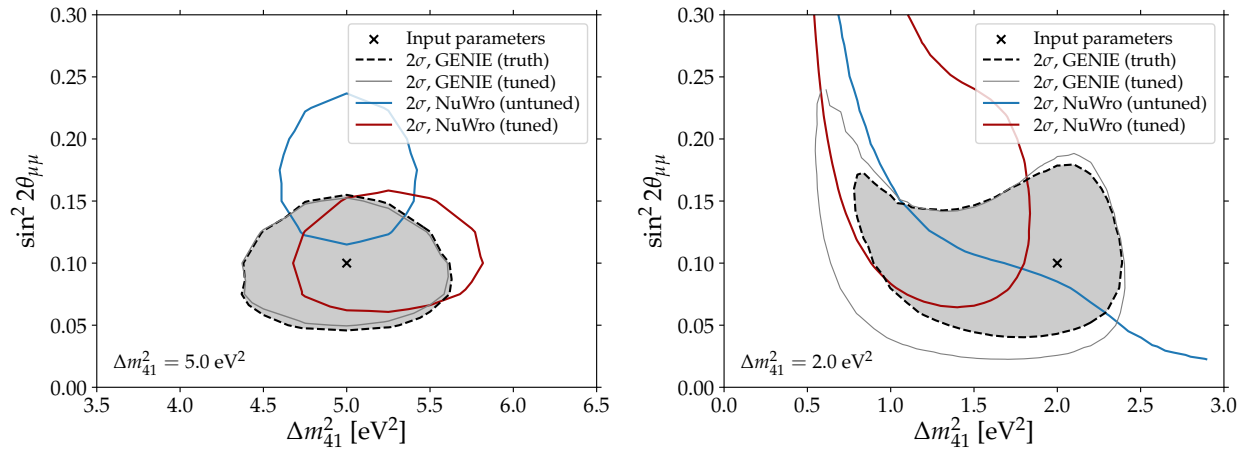 0.30
0.25
0.20
0.15
0.10
0.05
0.00
sin² 2θμμ
Input parameters
2σ, GENIE (truth)
2σ, GENIE (tuned)
2σ, NuWro (untuned)
2σ, NuWro (tuned)
Δm²₄₁ = 5.0 eV²
3.5 4.0 4.5 5.0 5.5 6.0 6.5
Δm²₄₁ [eV²]
0.30
0.25
0.20
0.15
0.10
0.05
0.00
sin² 2θμμ
Input parameters
2σ, GENIE (truth)
2σ, GENIE (tuned)
2σ, NuWro (untuned)
2σ, NuWro (tuned)
Δm²₄₁ = 2.0 eV²
0.0 0.5 1.0 1.5 2.0 2.5 3.0
Δm²₄₁ [eV²]